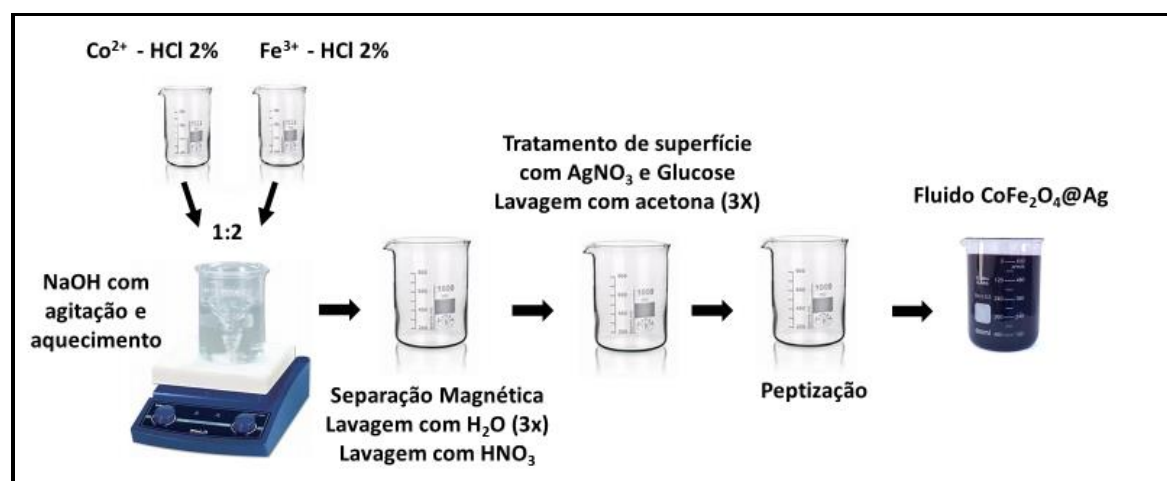 Co²⁺ - HCl 2%
Fe³⁺ - HCl 2%
1:2
NaOH com
agitação e
aquecimento
Separação Magnética
Lavagem com H₂O (3x)
Lavagem com HNO₃
Tratamento de superfície
com AgNO₃ e Glucose
Lavagem com acetona (3X)
Peptização
Fluido CoFe₂O₄@Ag